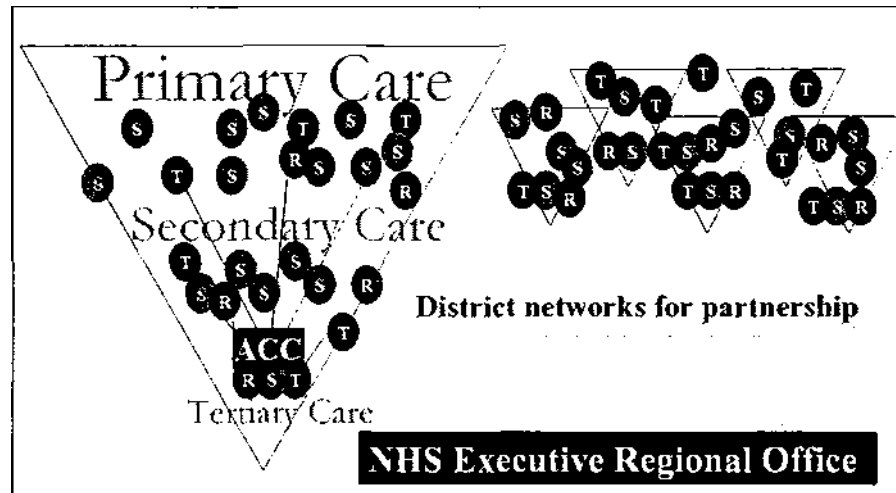 Primary Care
S S S T S T
R S S S
S T S R
Secondary Care
T S S
S R S S R
T
ACC
R S T
Tertiary Care
T T
S T S T
S R S
S R S T S R S R S
S T S
T S R T S R T S R
District networks for partnership
NHS Executive Regional Office